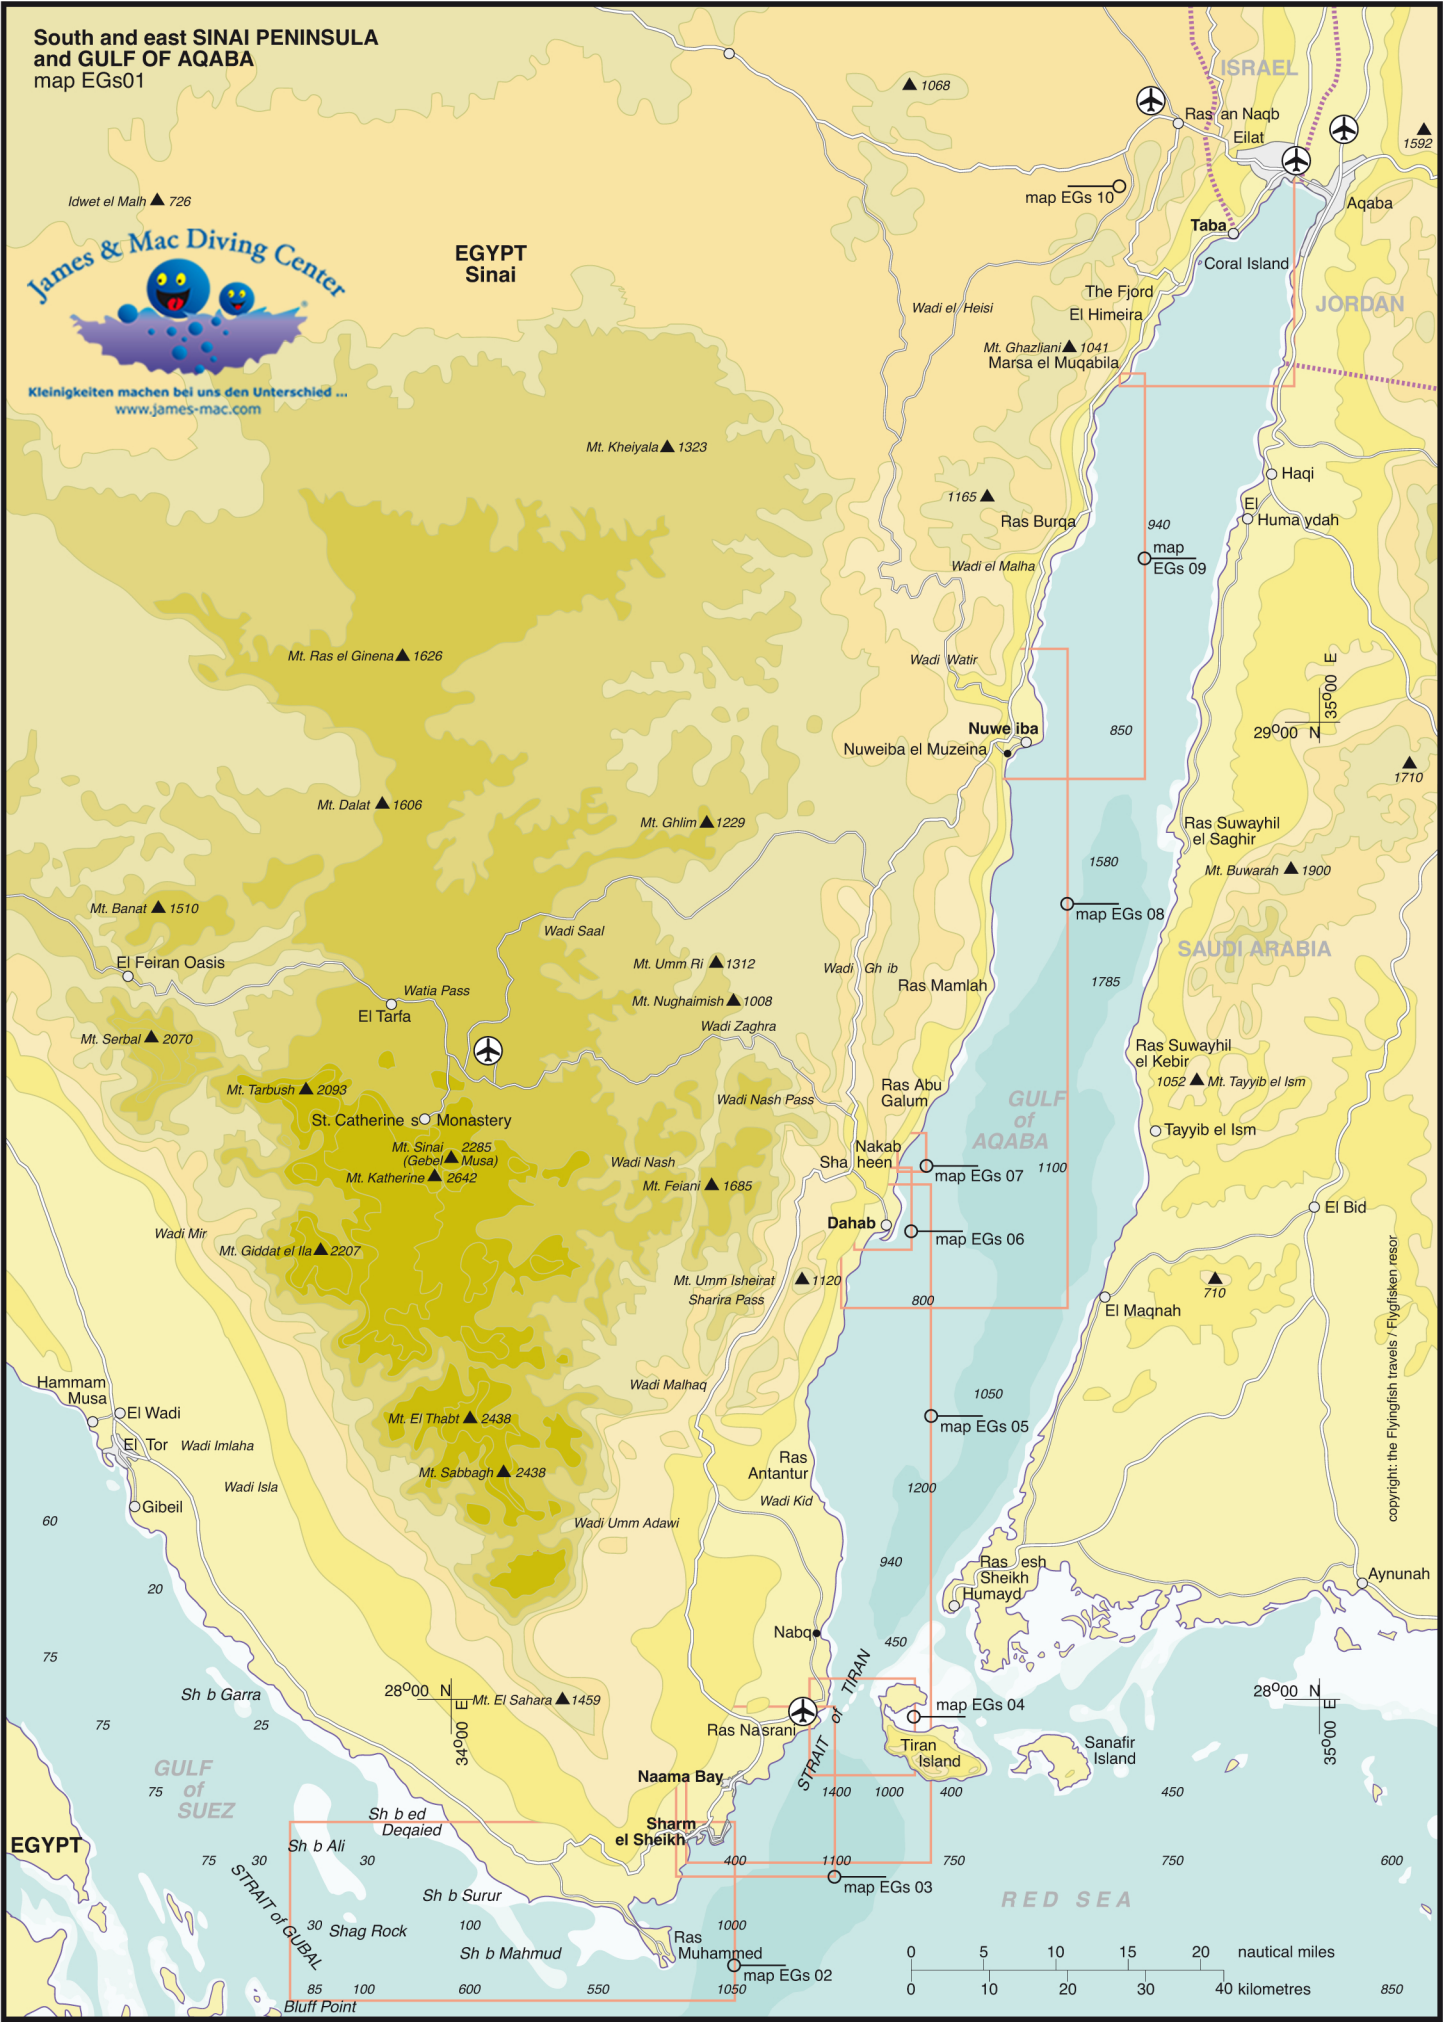 South and east SINAI PENINSULA
and GULF OF AQABA
map EGs01
ISRAEL
1068
Ras an Naqb
Eilat
1592
Idwet el Malh 726
map EGs 10
Aqaba
Taba
James & Mac Diving Center
EGYPT
Sinai
Coral Island
The Fjord
JORDAN
Wadi el Heisi
El Himeira
Mt. Ghazliani 1041
Marsa el Muqabila
Kleinigkeiten machen bei uns den Unterschied ...
www.james-mac.com
Mt. Kheiyala 1323
Haqi
1165
El
Huma ydah
Ras Burqa
940
map
EGs 09
Wadi el Malha
Mt. Ras el Ginena 1626
Wadi Watir
35º00 E
29º00 N
Nuwe iba
850
Nuweiba el Muzeina
1710
Mt. Dalat 1606
Mt. Ghlim 1229
Ras Suwayhil
el Saghir
1580
Mt. Buwarah 1900
Mt. Banat 1510
map EGs 08
Wadi Saal
SAUDI ARABIA
El Feiran Oasis
Mt. Umm Ri 1312
Wadi Gh ib
Watia Pass
Ras Mamlah
1785
Mt. Nughaimish 1008
El Tarfa
Wadi Zaghra
Mt. Serbal 2070
Ras Suwayhil
el Kebir
1052 Mt. Tayyib el Ism
Mt. Tarbush 2093
Ras Abu
Galum
Wadi Nash Pass
GULF
of
AQABA
St. Catherine s Monastery
Tayyib el Ism
Mt. Sinai 2285
(Gebel Musa)
Nakab
Sha heen
Wadi Nash
1100
Mt. Katherine 2642
map EGs 07
Mt. Feiani 1685
El Bid
Dahab
Wadi Mir
map EGs 06
Mt. Giddat el Ila 2207
Mt. Umm Isheirat 1120
710
Sharira Pass
800
El Maqnah
copyright: the Flyingfish travels / Flygfisken resor
Hammam
Musa
Wadi Malhaq
1050
El Wadi
Mt. El Thabt 2438
map EGs 05
El Tor
Wadi Imlaha
Ras
Antantur
Mt. Sabbagh 2438
Wadi Isla
1200
Wadi Kid
Gibeil
60
Wadi Umm Adawi
940
Ras esh
Sheikh
Humayd
Aynunah
20
Nabq
450
75
STRAIT of TIRAN
Sh b Garra
28º00 N
34º00 E
Mt. El Sahara 1459
map EGs 04
28º00 N
35º00 E
75
25
Ras Nasrani
Tiran
Island
Sanafir
Island
GULF
of
SUEZ
Naama Bay
75
1400
1000
400
450
Sh b ed
Deqaied
Sharm
el Sheikh
EGYPT
Sh b Ali
75
30
30
400
1100
750
750
600
STRAIT of GUBAL
map EGs 03
Sh b Surur
RED SEA
30
Shag Rock
100
1000
Ras
Muhammed
Sh b Mahmud
0 5 10 15 20 nautical miles
map EGs 02
85
100
600
550
1050
0 10 20 30 40 kilometres
850
Bluff Point